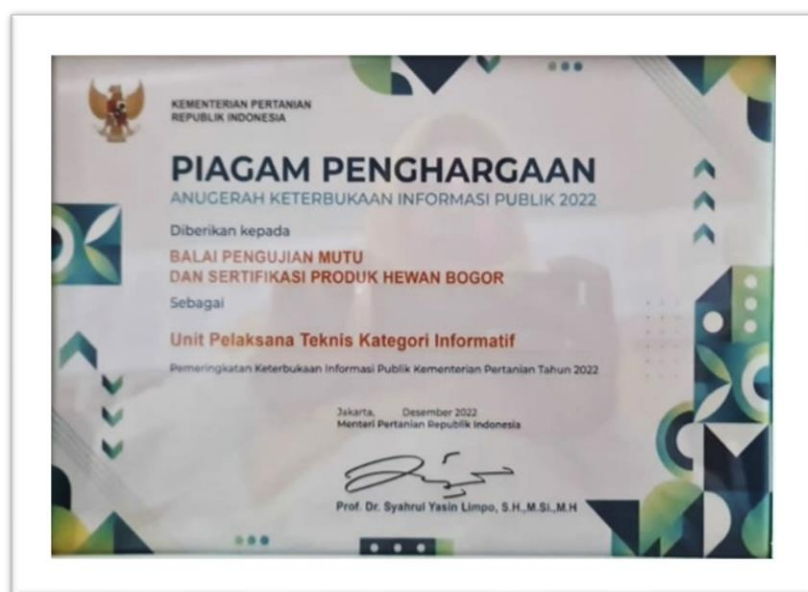 KEMENTERIAN PERTANIAN
REPUBLIK INDONESIA
PIAGAM PENGHARGAAN
ANUGERAH KETERBUKAAN INFORMASI PUBLIK 2022
Diberikan kepada
BALAI PENGUJIAN MUTU
DAN SERTIFIKASI PRODUK HEWAN BOGOR
Sebagai
Unit Pelaksana Teknis Kategori Informatif
Pemeringkatan Keterbukaan Informasi Publik Kementerian Pertanian Tahun 2022
Jakarta, Desember 2022
Menteri Pertanian Republik Indonesia
Prof. Dr. Syahrul Yasin Limpo, S.H.,M.Si.,M.H